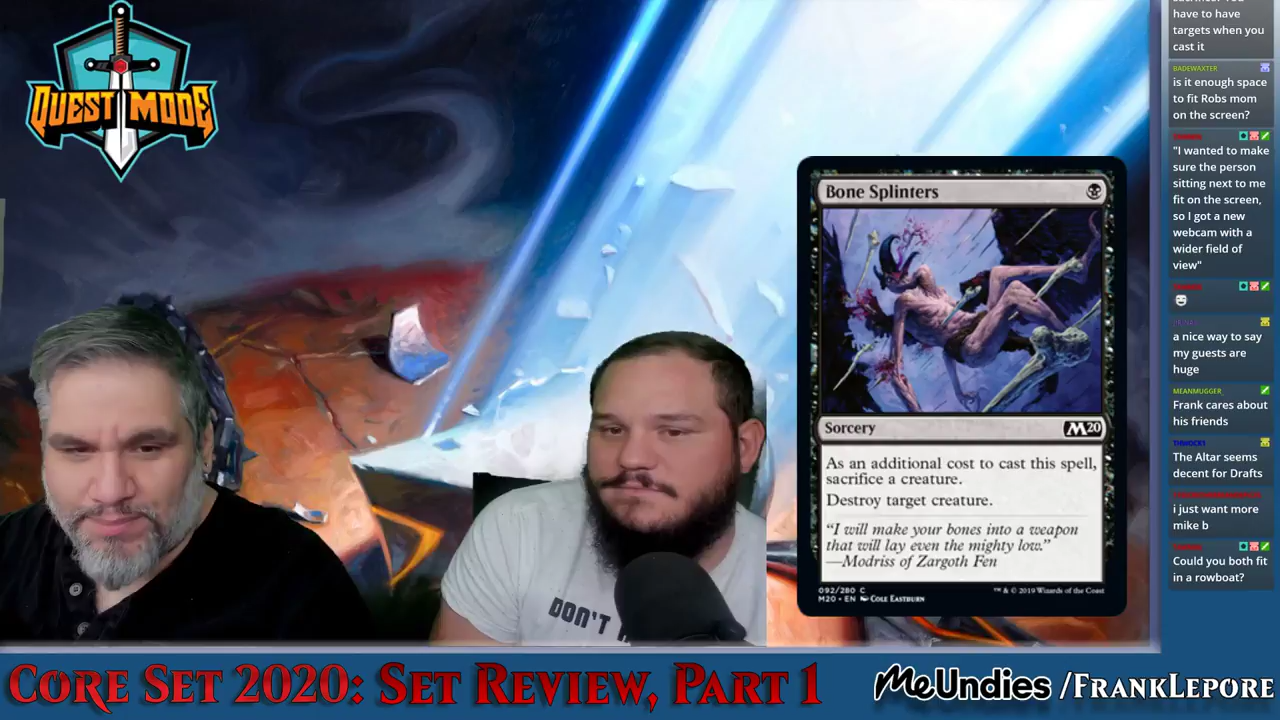 QUEST MODE
have to have
targets when you
cast it
BADEWAXTER
is it enough space
to fit Robs mom
on the screen?
"I wanted to make
sure the person
sitting next to me
fit on the screen,
so I got a new
webcam with a
wider field of
view"
a nice way to say
my guests are
huge
MEANMUGGER
Frank cares about
his friends
The Altar seems
decent for Drafts
i just want more
mike b
Could you both fit
in a rowboat?
Bone Splinters
Sorcery
M20
As an additional cost to cast this spell,
sacrifice a creature.
Destroy target creature.
“I will make your bones into a weapon
that will lay even the mighty low.”
—Modriss of Zargoth Fen
092/280 C
M20 • EN Cole Eastburn
™ & © 2019 Wizards of the Coast
DON'T
Core Set 2020: Set Review, Part 1
MeUndies /FrankLepore